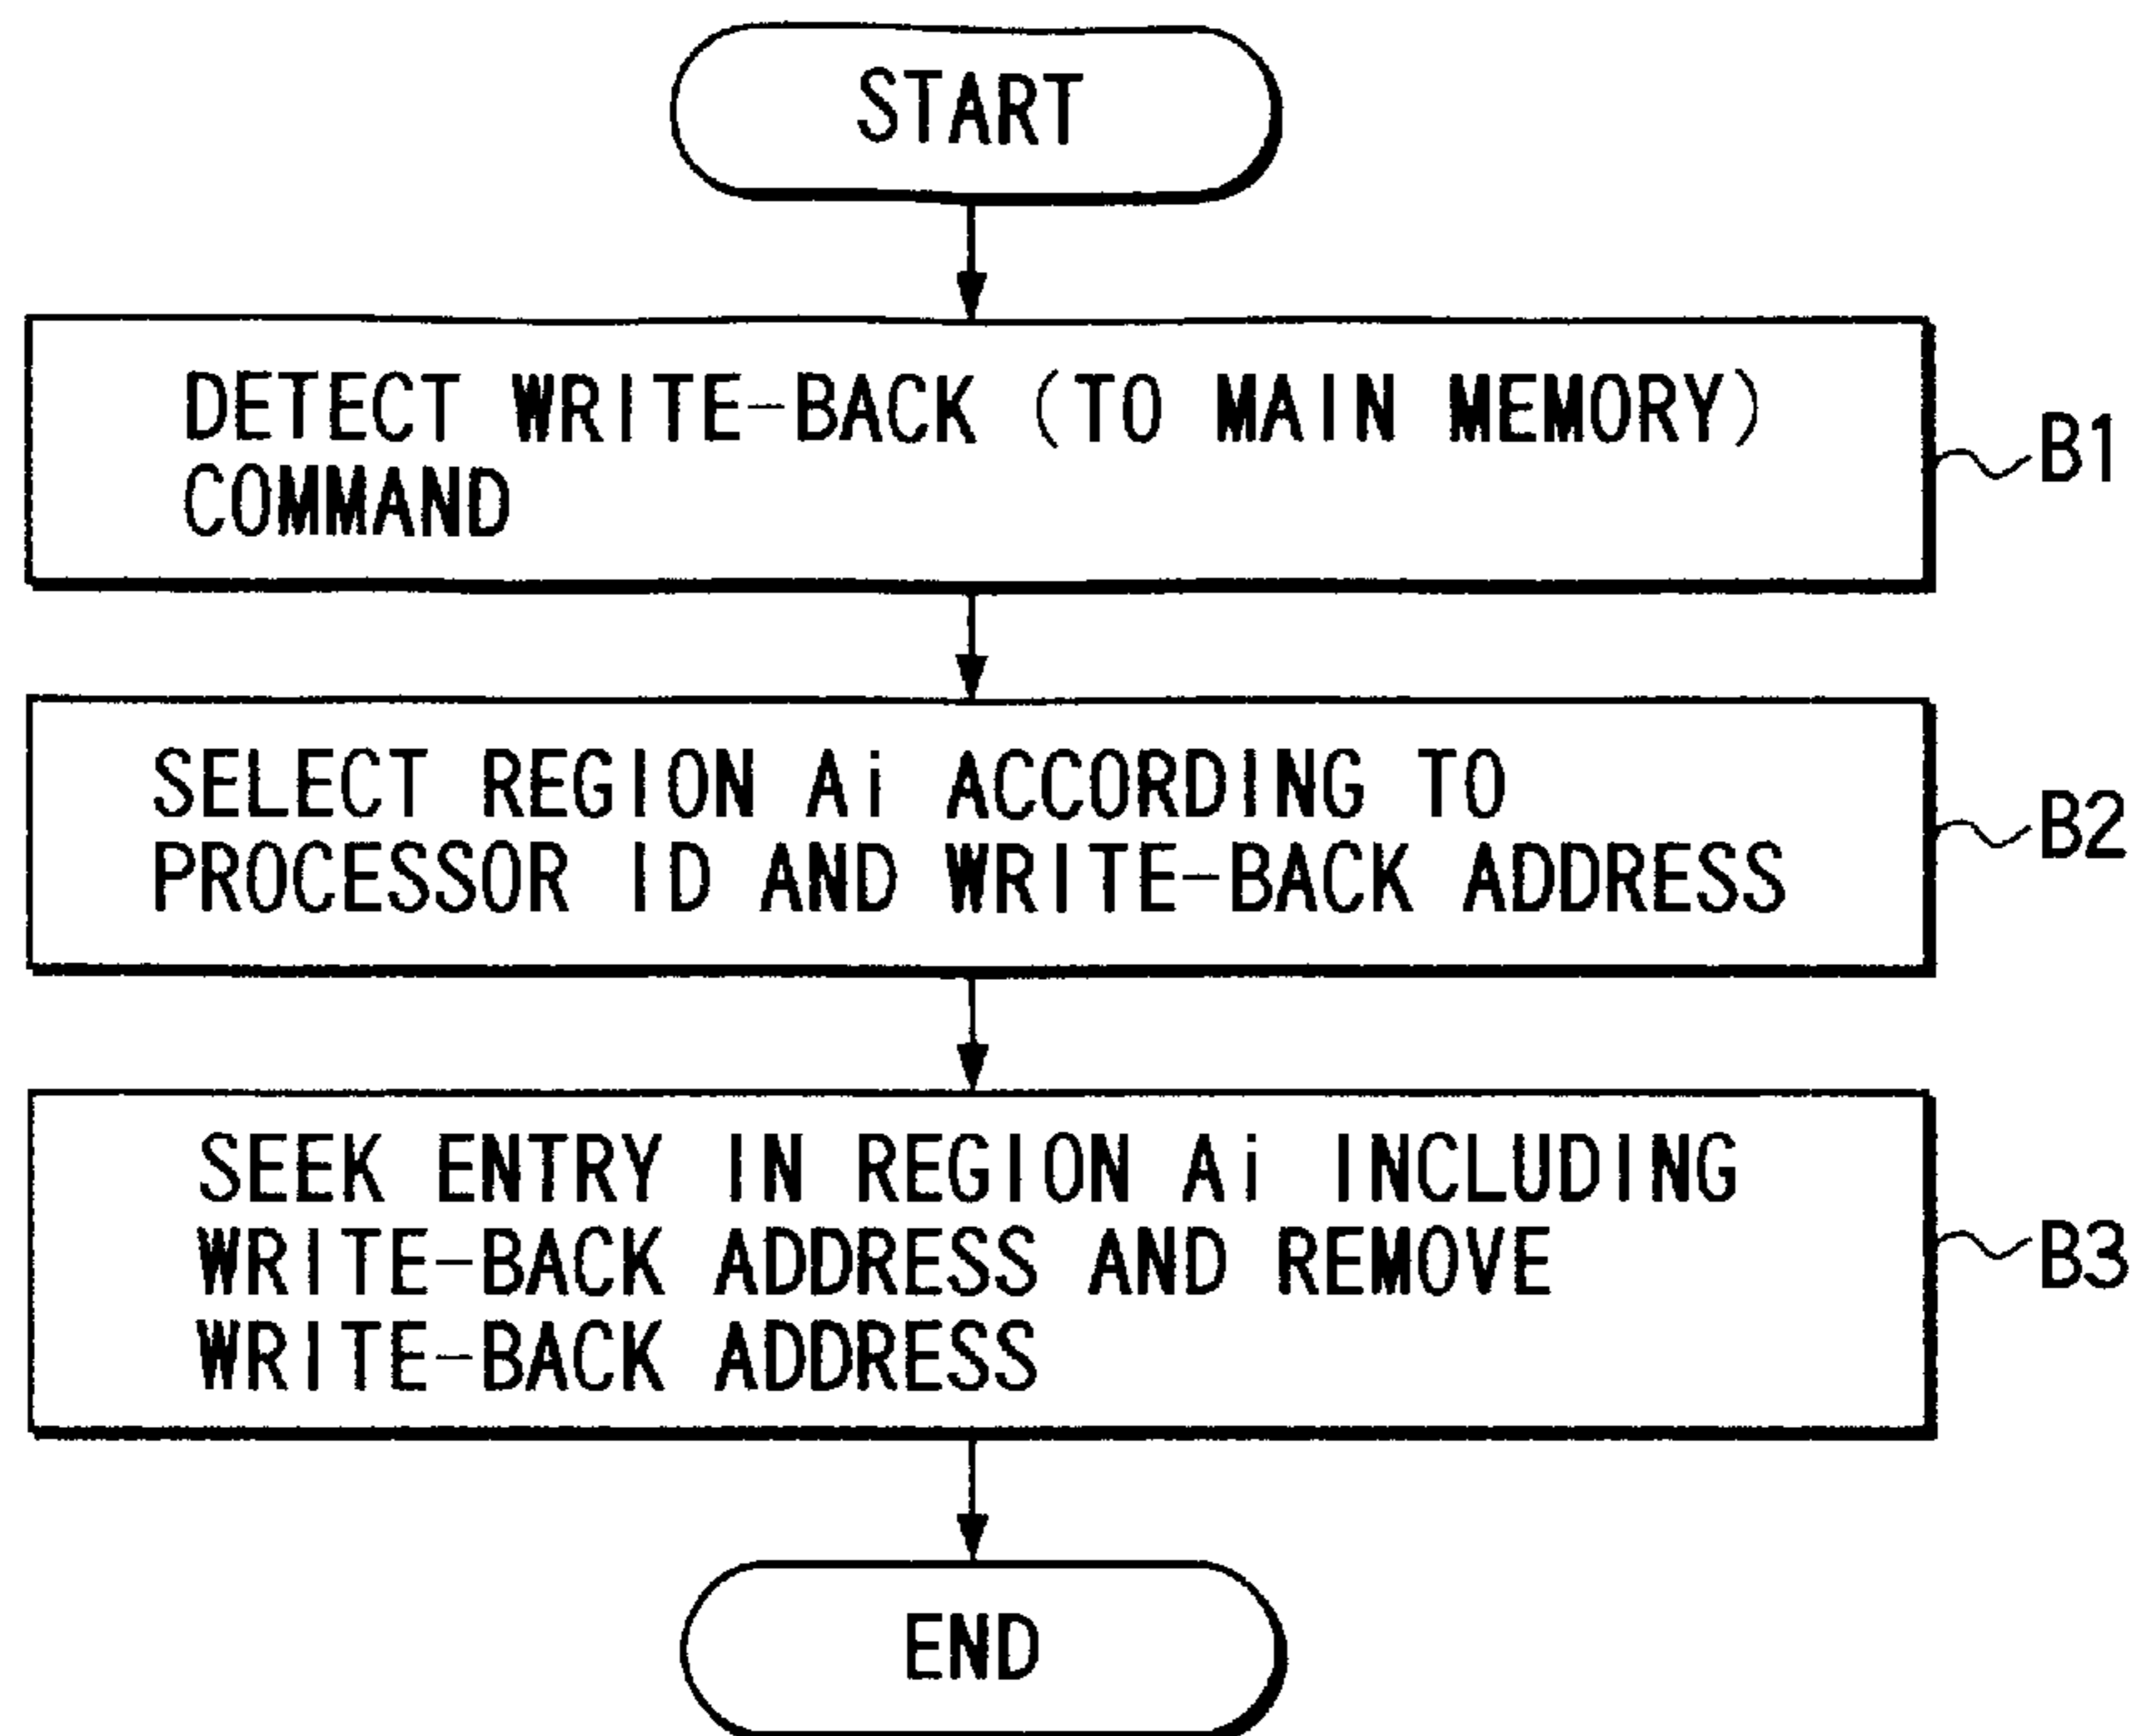 START
DETECT WRITE-BACK (TO MAIN MEMORY)
COMMAND
B1
SELECT REGION Ai ACCORDING TO
PROCESSOR ID AND WRITE-BACK ADDRESS
B2
SEEK ENTRY IN REGION Ai INCLUDING
WRITE-BACK ADDRESS AND REMOVE
WRITE-BACK ADDRESS
B3
END